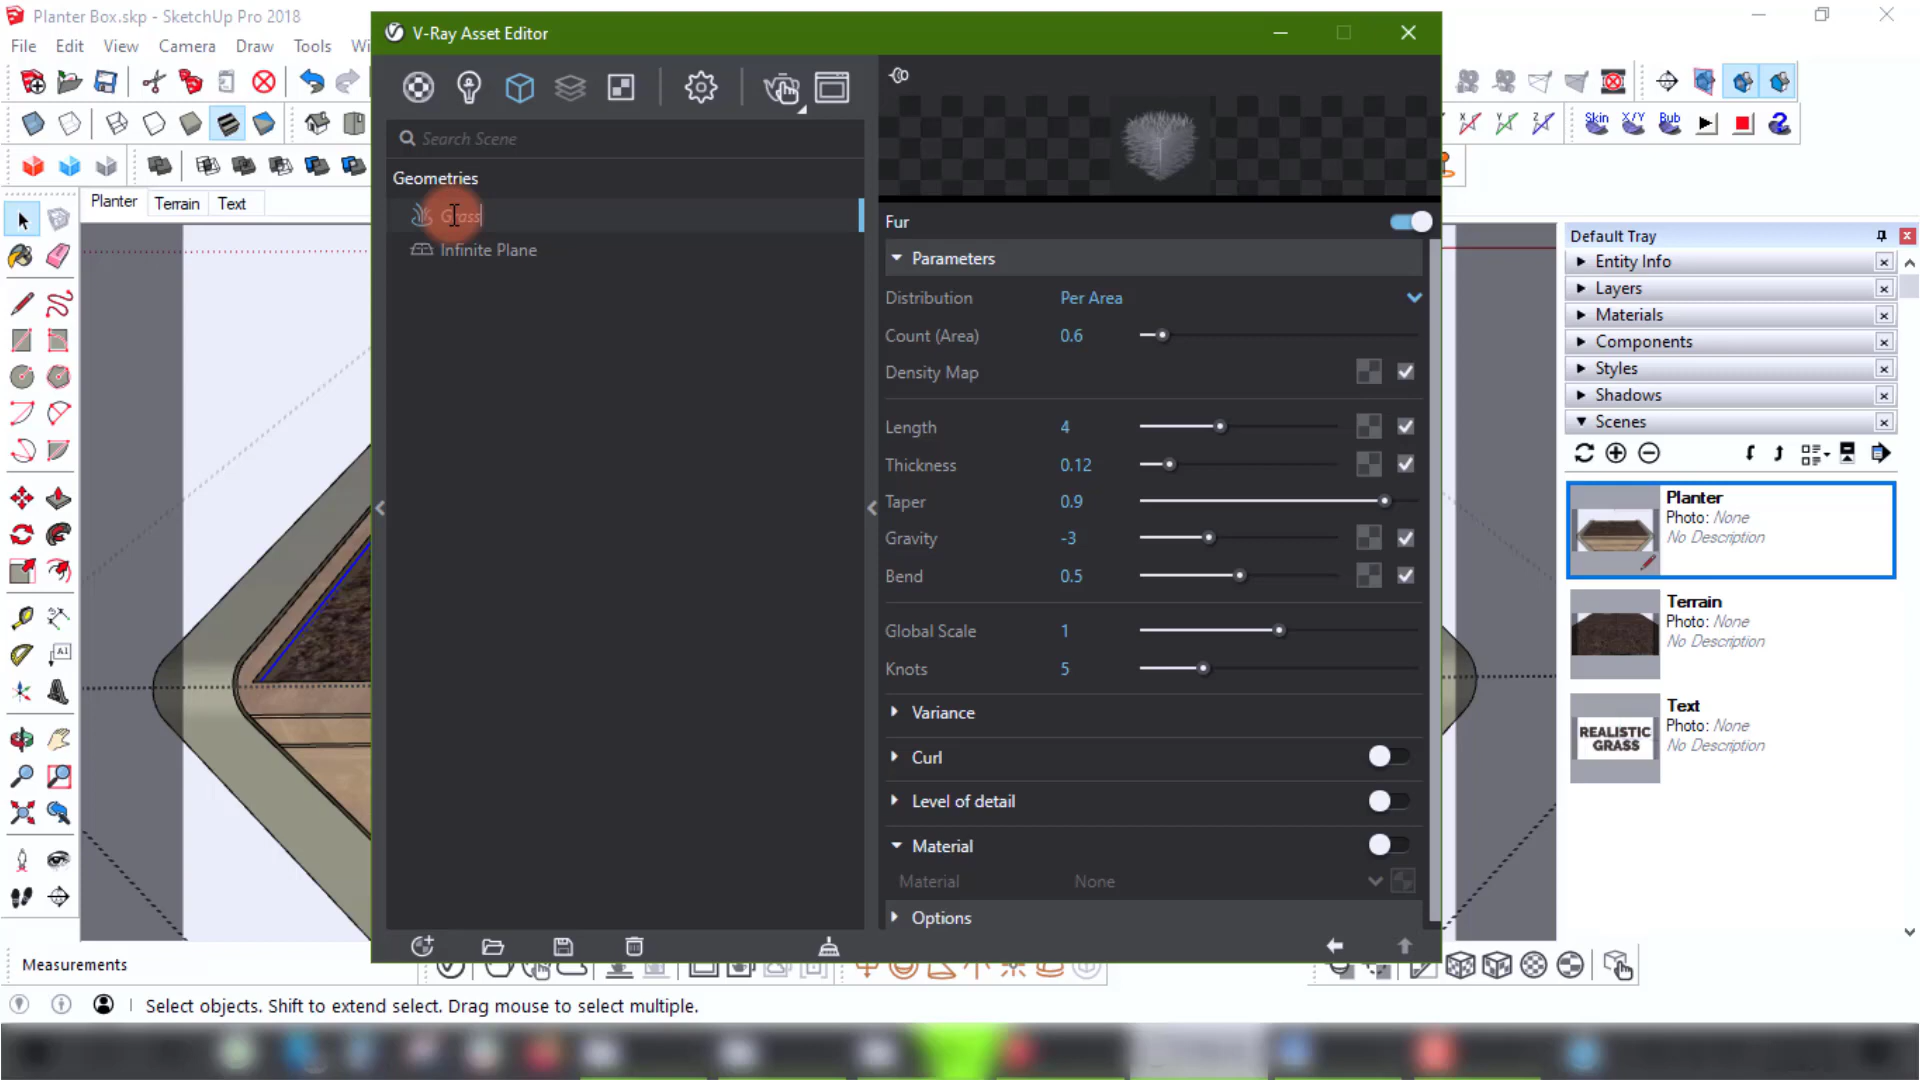 Planter Box.skp - SketchUp Pro 2018
File Edit View Camera Draw Tools Wi
V-Ray Asset Editor
Search Scene
Geometries
Grass
Infinite Plane
Fur
Parameters
Distribution Per Area
Count (Area) 0.6
Density Map
Length 4
Thickness 0.12
Taper 0.9
Gravity -3
Bend 0.5
Global Scale 1
Knots 5
Variance
Curl
Level of detail
Material
Material None
Options
X Y Z Skin X/Y Bub
Planter Terrain Text
A1
Default Tray
Entity Info
Layers
Materials
Components
Styles
Shadows
Scenes
Planter
Photo: None
No Description
Terrain
Photo: None
No Description
REALISTIC
GRASS
Text
Photo: None
No Description
Measurements
Select objects. Shift to extend select. Drag mouse to select multiple.